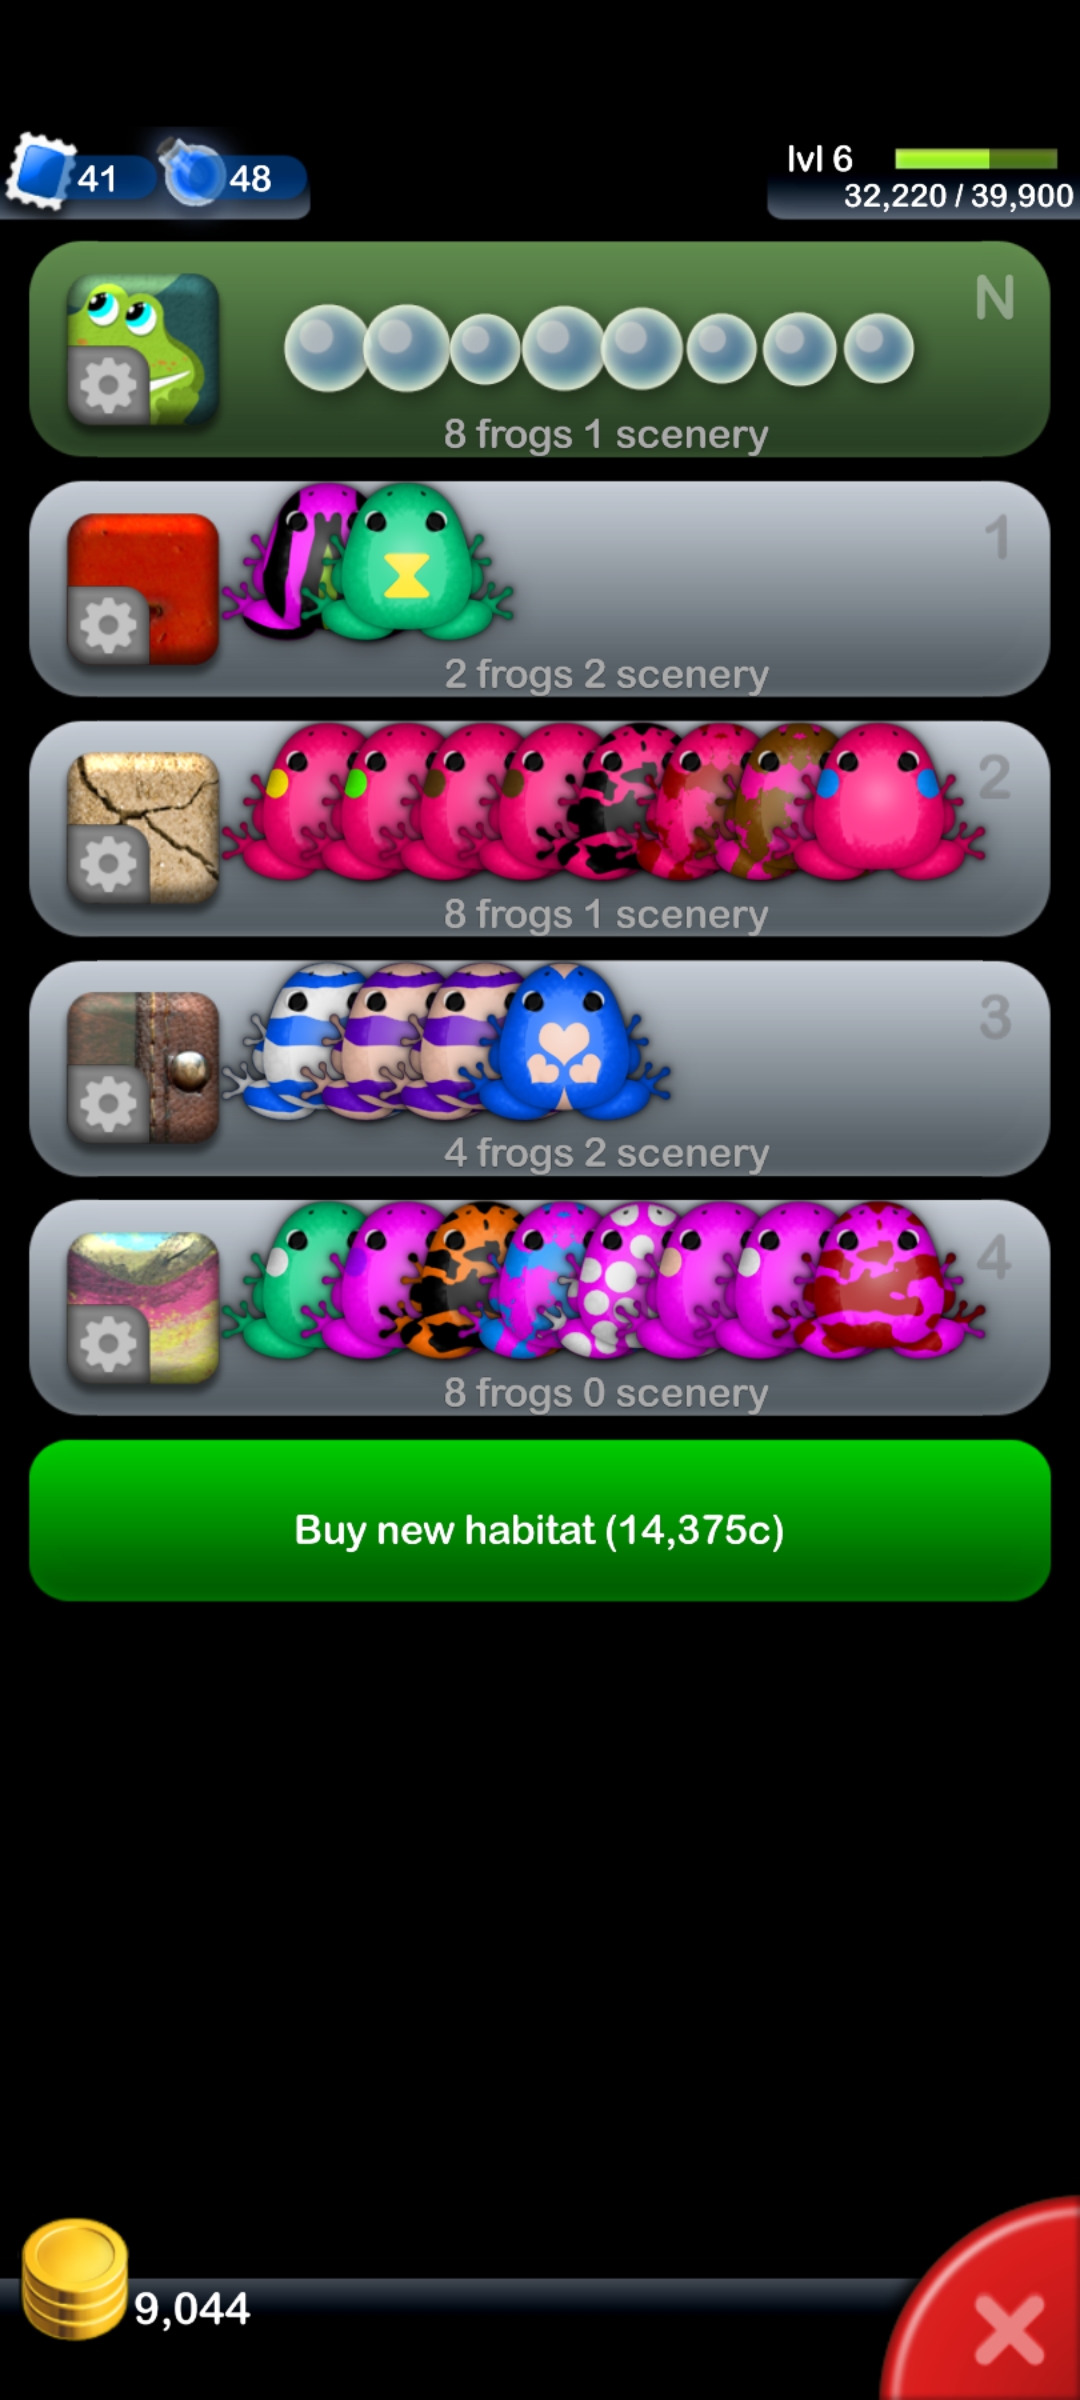 41 48 lvl 6
32,220 / 39,900
N
8 frogs 1 scenery
1
2 frogs 2 scenery
2
8 frogs 1 scenery
3
4 frogs 2 scenery
4
8 frogs 0 scenery
Buy new habitat (14,375c)
9,044